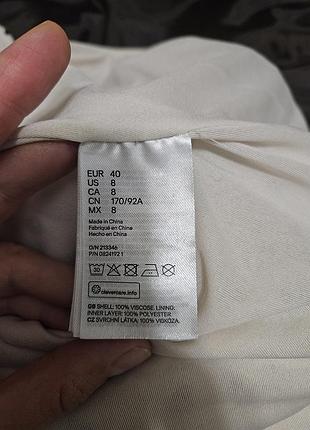 EUR 40
US 8
CA 8
CN 170/92A
MX 8
Made in China
Fabriqué en Chine
Hecho en China
O/N 213346
P/N 0824192 1
30
clevercare.info
GB SHELL: 100% VISCOSE. LINING:
INNER LAYER: 100% POLYESTER.
CZ SVRCHNÍ LÁTKA: 100% VISKÓZA.